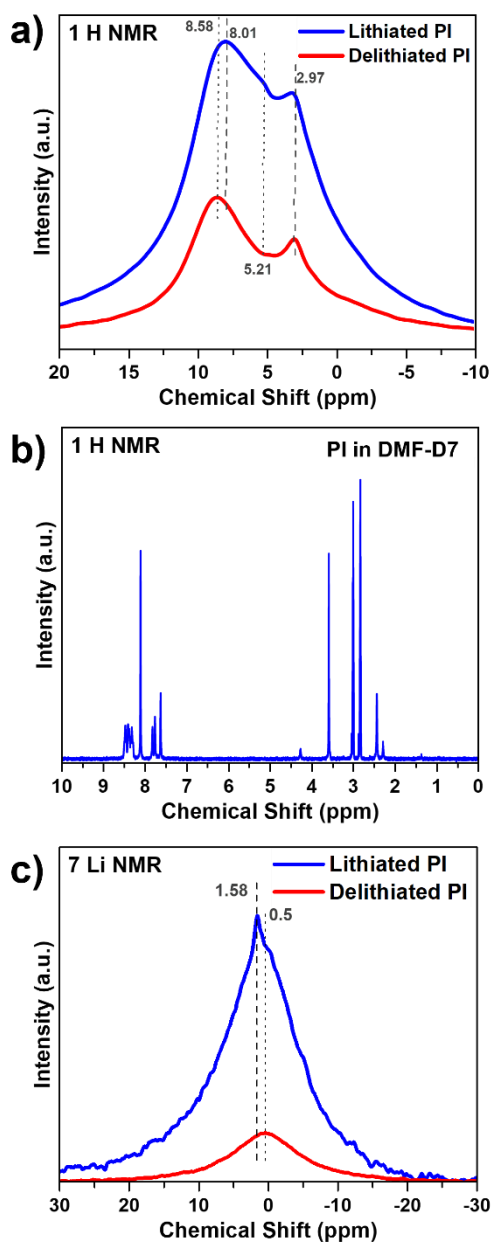 a)
1 H NMR
8.58
8.01
Lithiated PI
Delithiated PI
2.97
5.21
Intensity (a.u.)
20 15 10 5 0 -5 -10
Chemical Shift (ppm)
b)
1 H NMR
PI in DMF-D7
Intensity (a.u.)
10 9 8 7 6 5 4 3 2 1 0
Chemical Shift (ppm)
c)
7 Li NMR
Lithiated PI
Delithiated PI
1.58
0.5
Intensity (a.u.)
30 20 10 0 -10 -20 -30
Chemical Shift (ppm)